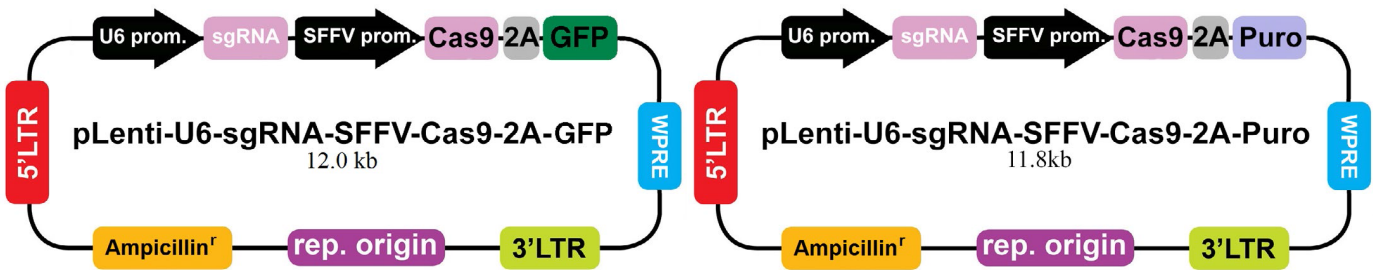 U6 prom. sgRNA SFFV prom. Cas9 2A GFP
5'LTR
pLenti-U6-sgRNA-SFFV-Cas9-2A-GFP
12.0 kb
WPRE
Ampicillinʳ rep. origin 3'LTR
U6 prom. sgRNA SFFV prom. Cas9 2A Puro
5'LTR
pLenti-U6-sgRNA-SFFV-Cas9-2A-Puro
11.8kb
WPRE
Ampicillinʳ rep. origin 3'LTR